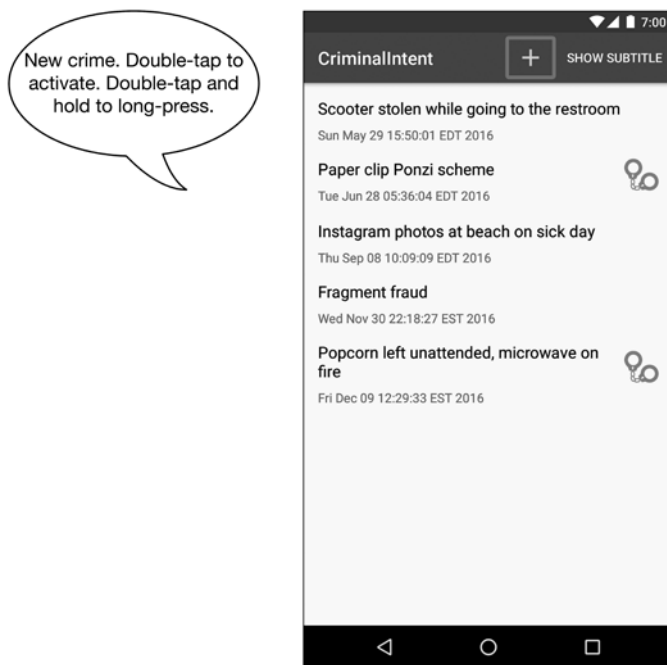 New crime. Double-tap to
activate. Double-tap and
hold to long-press.
7:00
CriminalIntent
SHOW SUBTITLE
Scooter stolen while going to the restroom
Sun May 29 15:50:01 EDT 2016
Paper clip Ponzi scheme
Tue Jun 28 05:36:04 EDT 2016
Instagram photos at beach on sick day
Thu Sep 08 10:09:09 EDT 2016
Fragment fraud
Wed Nov 30 22:18:27 EST 2016
Popcorn left unattended, microwave on
fire
Fri Dec 09 12:29:33 EST 2016